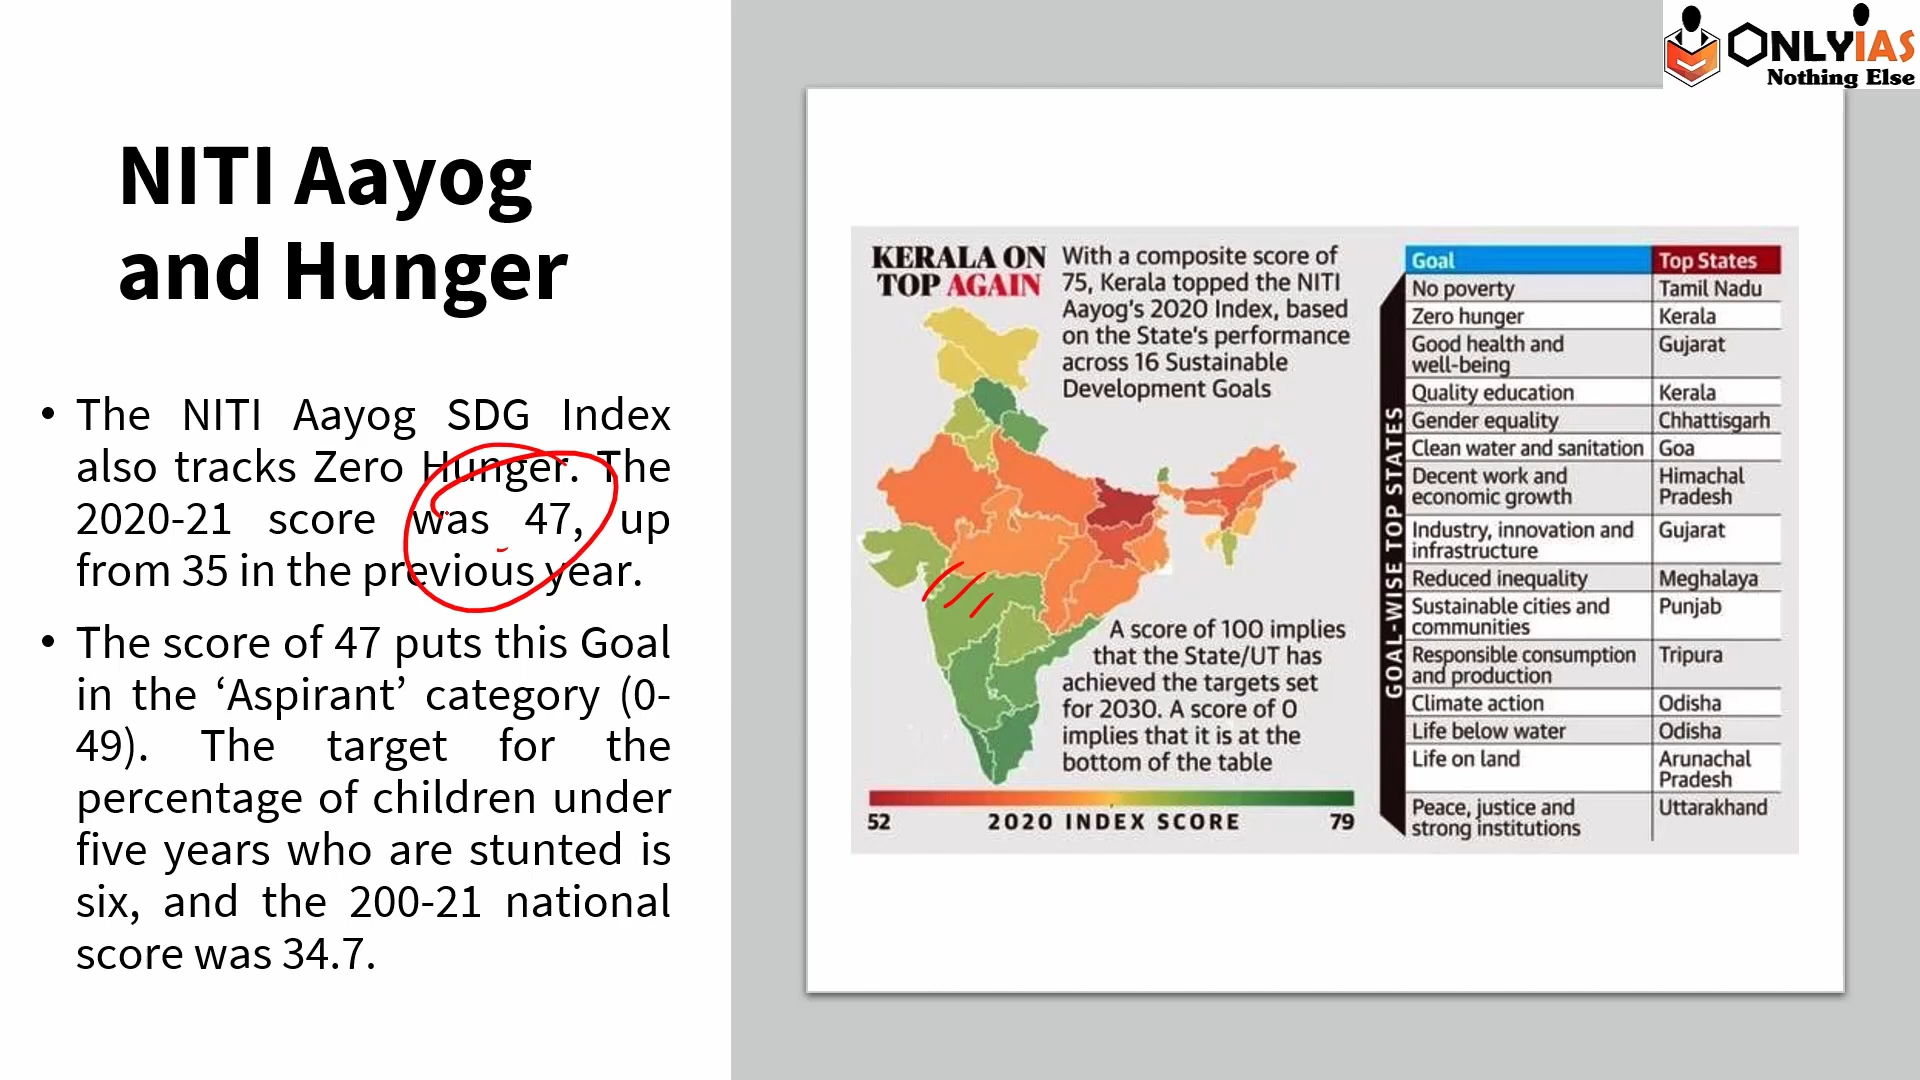 NITI Aayog
and Hunger
• The NITI Aayog SDG Index
also tracks Zero Hunger. The
2020-21 score was 47, up
from 35 in the previous year.
• The score of 47 puts this Goal
in the ‘Aspirant’ category (0-
49). The target for the
percentage of children under
five years who are stunted is
six, and the 200-21 national
score was 34.7.
ONLYIAS
Nothing Else
KERALA ON
TOP AGAIN
With a composite score of
75, Kerala topped the NITI
Aayog's 2020 Index, based
on the State's performance
across 16 Sustainable
Development Goals
A score of 100 implies
that the State/UT has
achieved the targets set
for 2030. A score of 0
implies that it is at the
bottom of the table
52 2020 INDEX SCORE 79
GOAL-WISE TOP STATES
Goal Top States
No poverty Tamil Nadu
Zero hunger Kerala
Good health and Gujarat
well-being
Quality education Kerala
Gender equality Chhattisgarh
Clean water and sanitation Goa
Decent work and Himachal
economic growth Pradesh
Industry, innovation and Gujarat
infrastructure
Reduced inequality Meghalaya
Sustainable cities and Punjab
communities
Responsible consumption Tripura
and production
Climate action Odisha
Life below water Odisha
Life on land Arunachal
Pradesh
Peace, justice and Uttarakhand
strong institutions